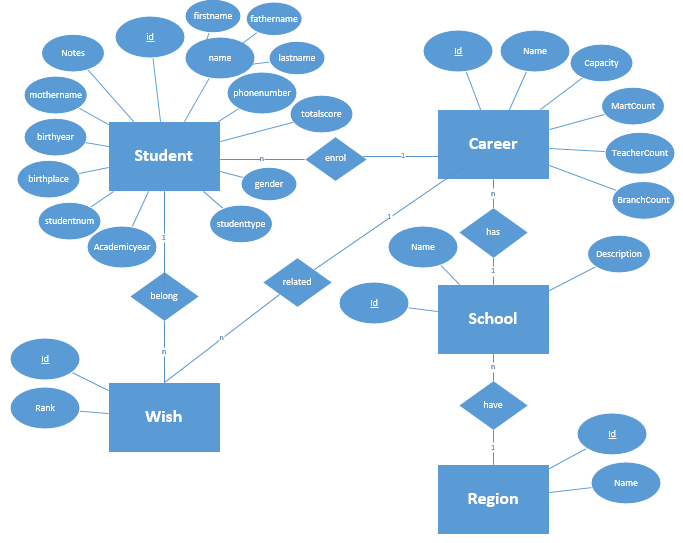 firstname
fathername
id
name
lastname
Notes
phonenumber
mothername
totalscore
birthyear
Student
n
enrol
1
birthplace
gender
studentnum
studenttype
Academicyear
1
belong
n
Id
Rank
Wish
related
1
n
Id
Name
Capacity
MartCount
Career
TeacherCount
BranchCount
n
has
1
Name
Description
Id
School
n
have
1
Id
Name
Region